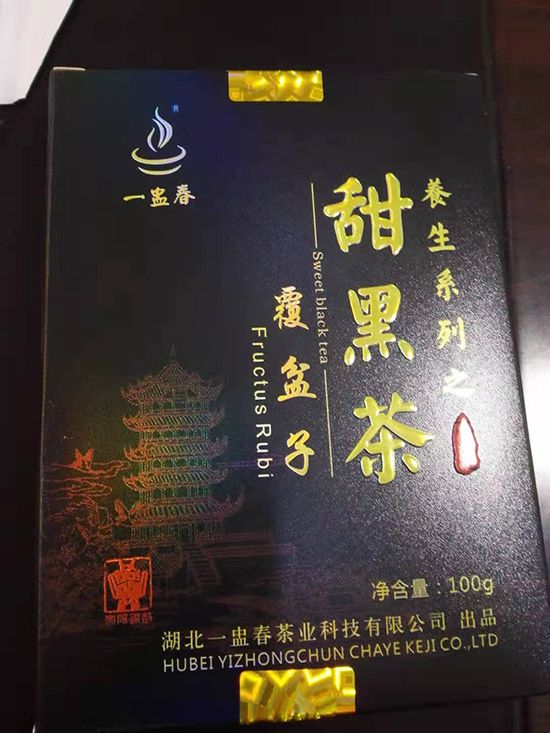 ®
一盅春
養生系列之
甜黑茶
Sweet black tea
覆盆子
Fructus Rubi
净含量：100g
湖北一盅春茶业科技有限公司 出品
HUBEI YIZHONGCHUN CHAYE KEJI CO.,LTD